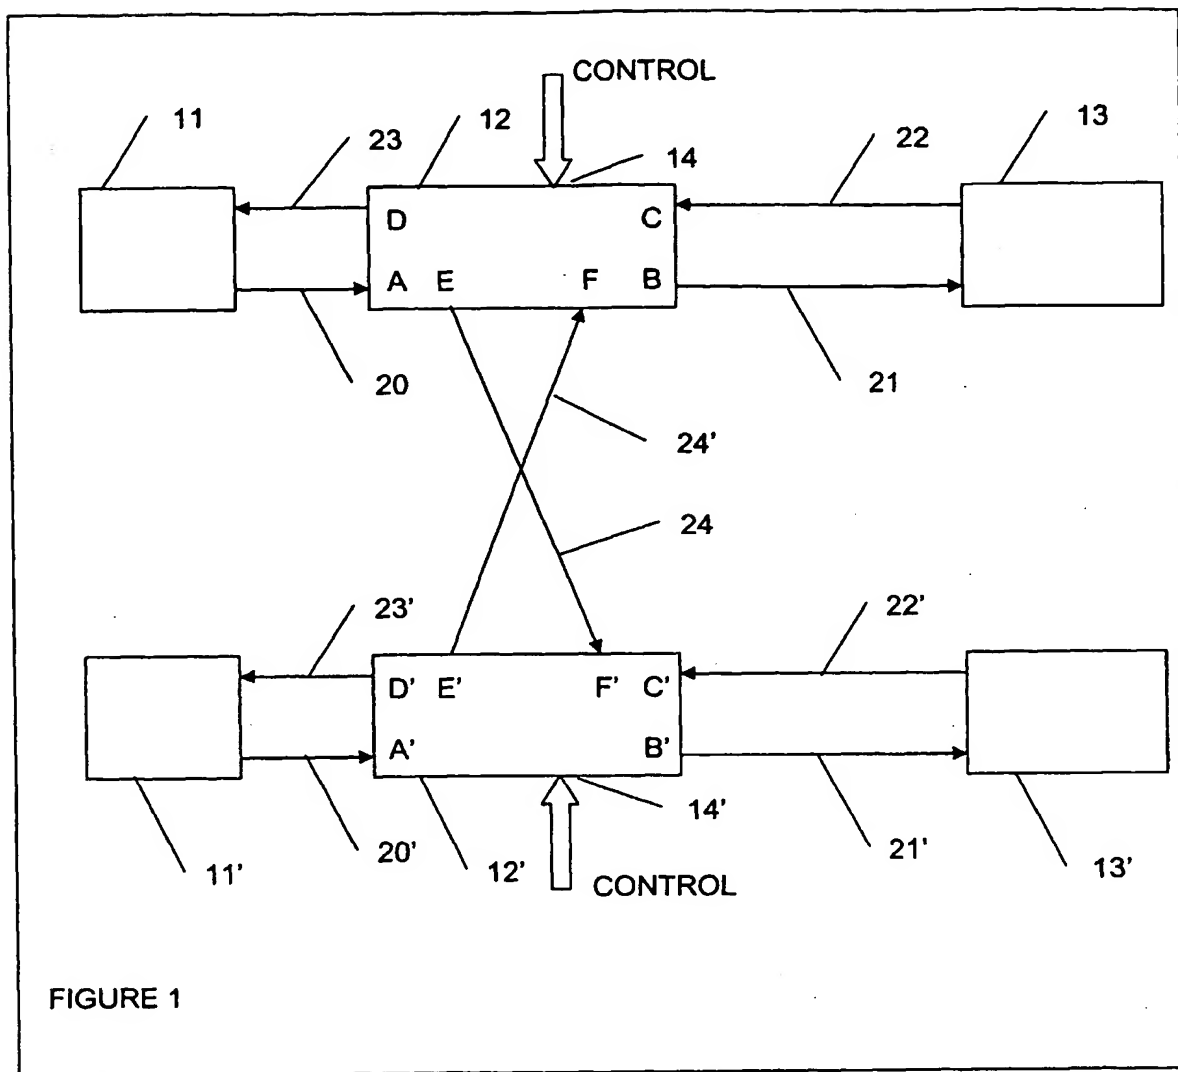 CONTROL
11 23 12 14 22 13
D C
A E F B
20 21
24'
24
23' 22'
D' E' F' C'
A' B'
14'
11' 20' 12' 21' 13'
CONTROL
FIGURE 1